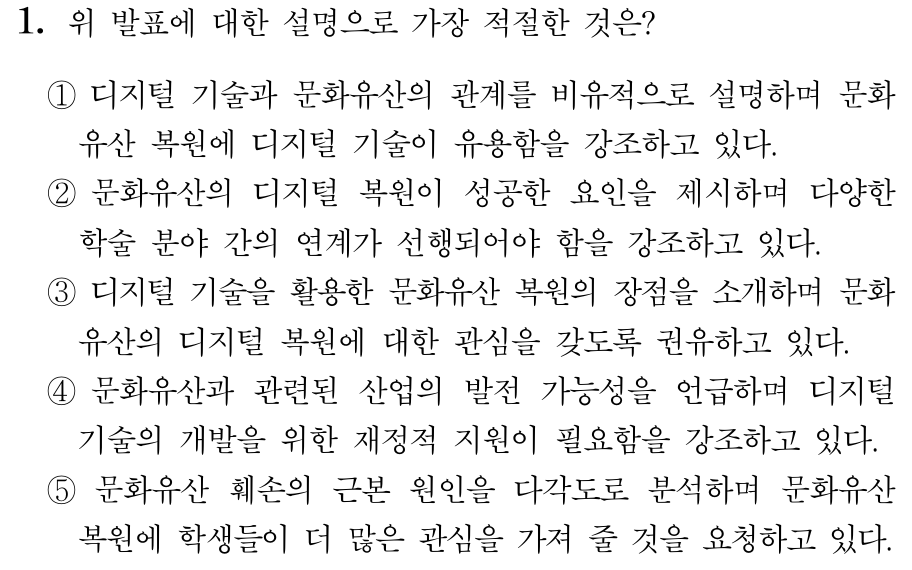 1. 위 발표에 대한 설명으로 가장 적절한 것은?
① 디지털 기술과 문화유산의 관계를 비유적으로 설명하며 문화
유산 복원에 디지털 기술이 유용함을 강조하고 있다.
② 문화유산의 디지털 복원이 성공한 요인을 제시하며 다양한
학술 분야 간의 연계가 선행되어야 함을 강조하고 있다.
③ 디지털 기술을 활용한 문화유산 복원의 장점을 소개하며 문화
유산의 디지털 복원에 대한 관심을 갖도록 권유하고 있다.
④ 문화유산과 관련된 산업의 발전 가능성을 언급하며 디지털
기술의 개발을 위한 재정적 지원이 필요함을 강조하고 있다.
⑤ 문화유산 훼손의 근본 원인을 다각도로 분석하며 문화유산
복원에 학생들이 더 많은 관심을 가져 줄 것을 요청하고 있다.